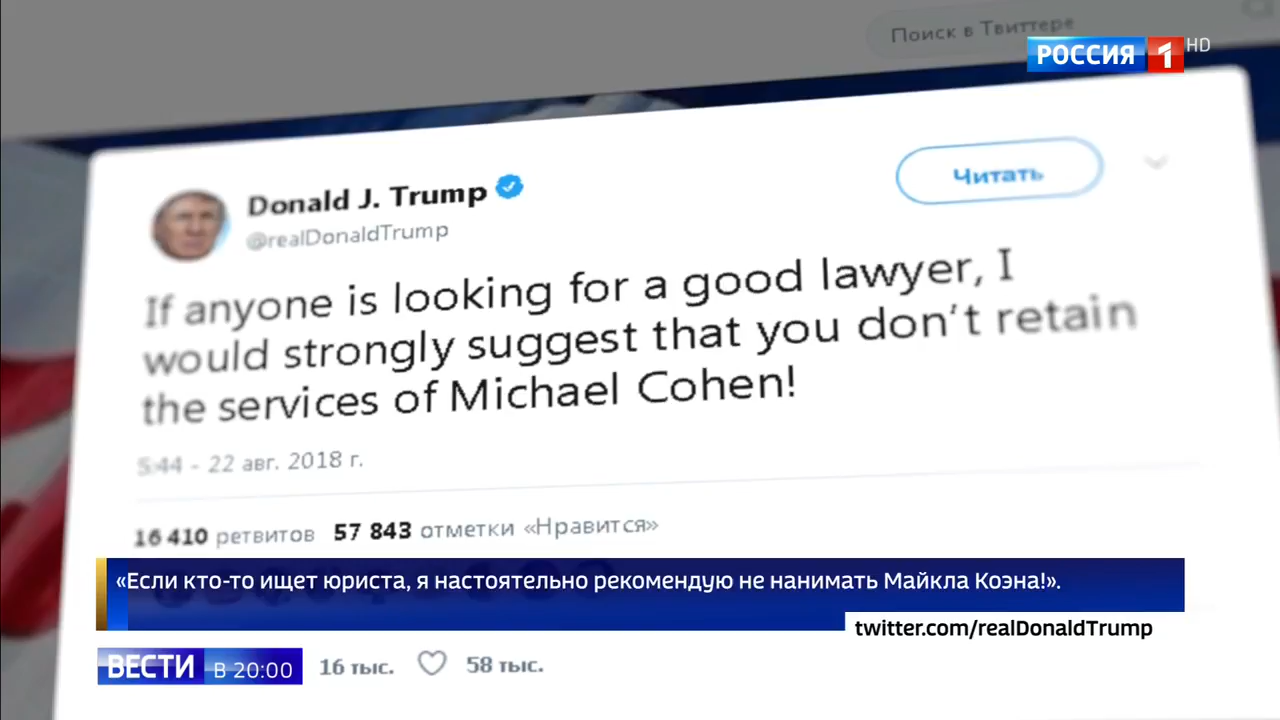 Поиск в Твиттере
РОССИЯ 1 HD
Donald J. Trump
Читать
@realDonaldTrump
If anyone is looking for a good lawyer, I
would strongly suggest that you don’t retain
the services of Michael Cohen!
5:44 - 22 авг. 2018 г.
16 410 ретвитов 57 843 отметки «Нравится»
«Если кто-то ищет юриста, я настоятельно рекомендую не нанимать Майкла Коэна!».
twitter.com/realDonaldTrump
ВЕСТИ В 20:00 16 тыс. 58 тыс.